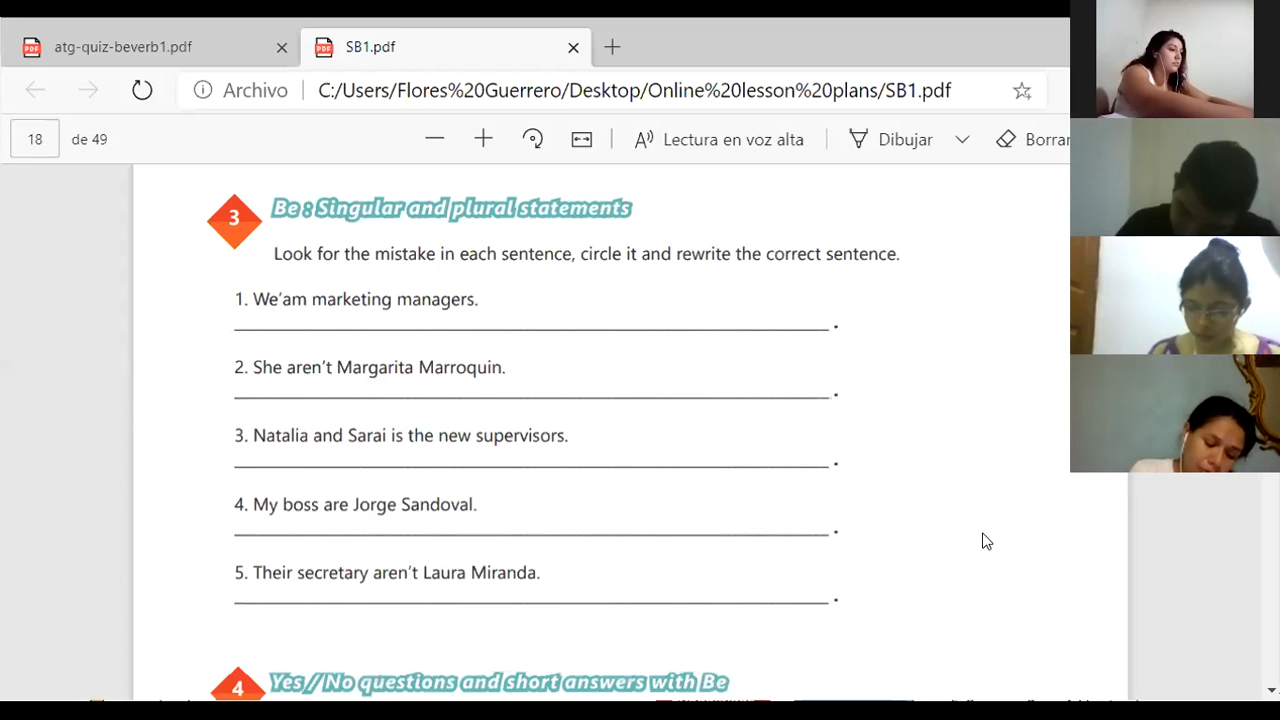 atg-quiz-beverb1.pdf
SB1.pdf
Archivo
C:/Users/Flores%20Guerrero/Desktop/Online%20lesson%20plans/SB1.pdf
18 de 49
Lectura en voz alta
Dibujar
Borrar
3
Be : Singular and plural statements
Look for the mistake in each sentence, circle it and rewrite the correct sentence.
1. We'am marketing managers.
2. She aren't Margarita Marroquin.
3. Natalia and Sarai is the new supervisors.
4. My boss are Jorge Sandoval.
5. Their secretary aren't Laura Miranda.
4
Yes / No questions and short answers with Be